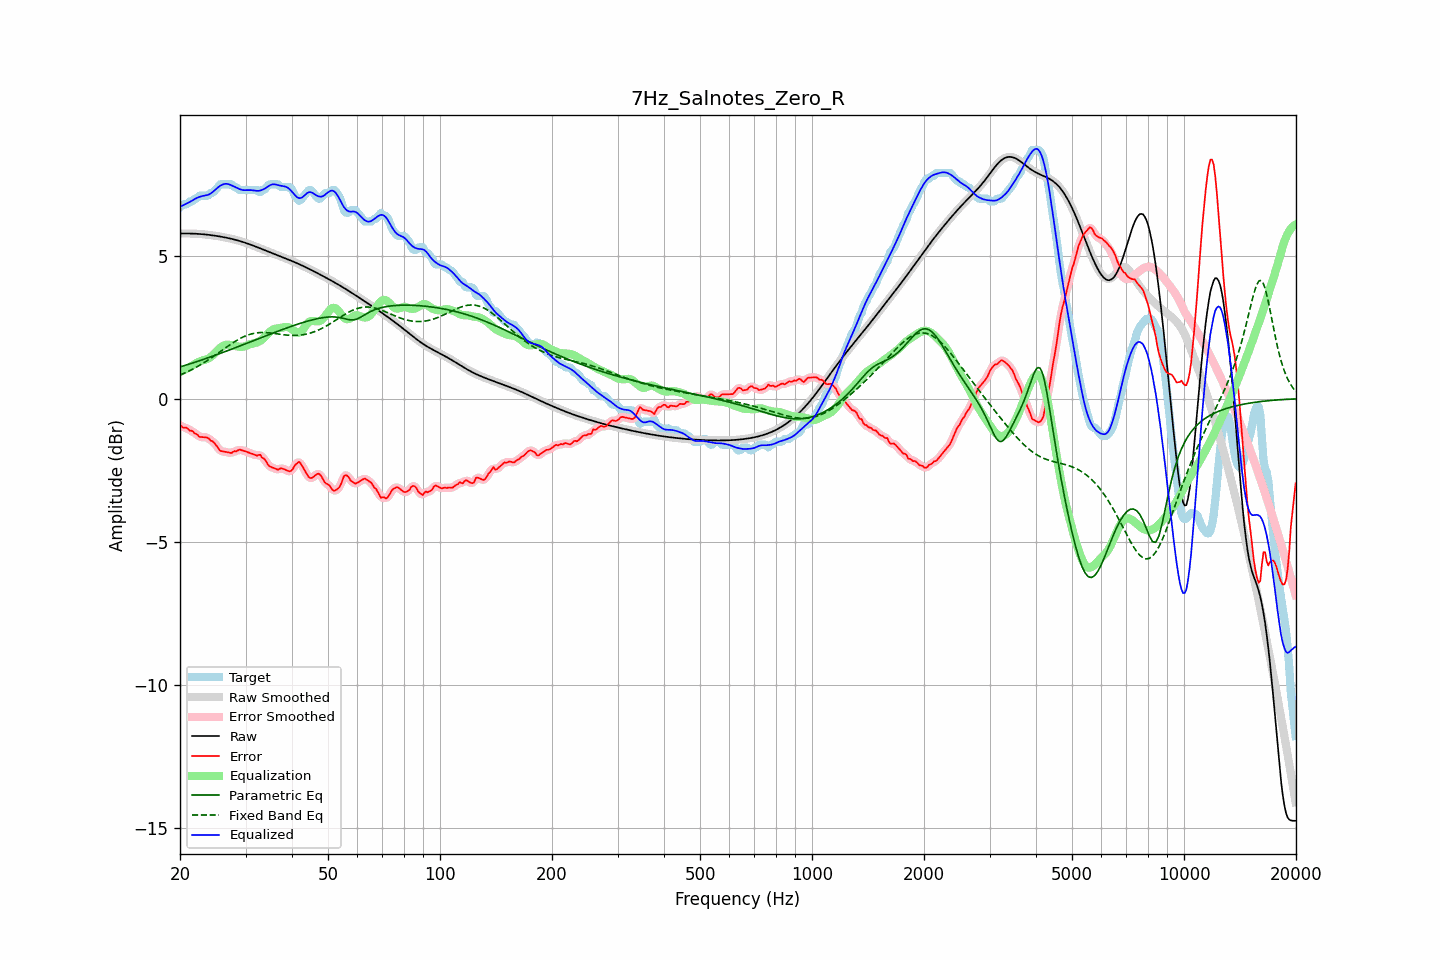 7Hz_Salnotes_Zero_R
Amplitude (dBr)
5
0
−5
−10
−15
Target
Raw Smoothed
Error Smoothed
Raw
Error
Equalization
Parametric Eq
Fixed Band Eq
Equalized
20 50 100 200 500 1000 2000 5000 10000 20000
Frequency (Hz)